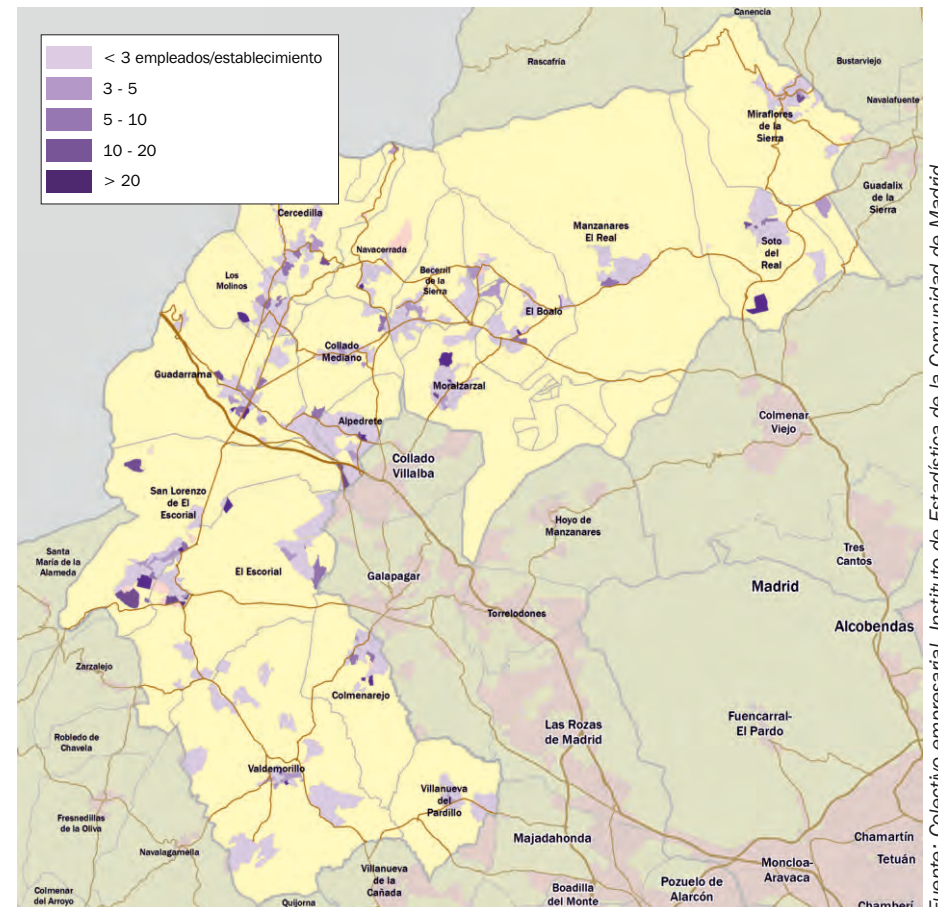 Canencia
Rascafría
Bustarviejo
< 3 empleados/establecimiento
3 - 5
5 - 10
10 - 20
> 20
Navalafuente
Miraflores
de la
Sierra
Guadalix
de la
Sierra
Cercedilla
Manzanares
El Real
Navacerrada
Soto
del
Real
Los
Molinos
Becerril
de la
Sierra
El Boalo
Collado
Mediano
Guadarrama
Moralzarzal
Alpedrete
Colmenar
Viejo
Collado
Villalba
San Lorenzo
de El
Escorial
Hoyo de
Manzanares
Santa
María de la
Alameda
El Escorial
Galapagar
Tres
Cantos
Madrid
Torrelodones
Alcobendas
Zarzalejo
Colmenarejo
Robledo de
Chavela
Las Rozas
de Madrid
Fuencarral-
El Pardo
Valdemorillo
Villanueva
del
Pardillo
Fresnedillas
de la Oliva
Navalagamella
Majadahonda
Chamartín
Tetuán
Moncloa-
Aravaca
Villanueva
de la
Cañada
Pozuelo de
Alarcón
Boadilla
del Monte
Colmenar
del Arroyo
Quijorna
Chamberí
Fuente: Colectivo empresarial. Instituto de Estadística de la Comunidad de Madrid